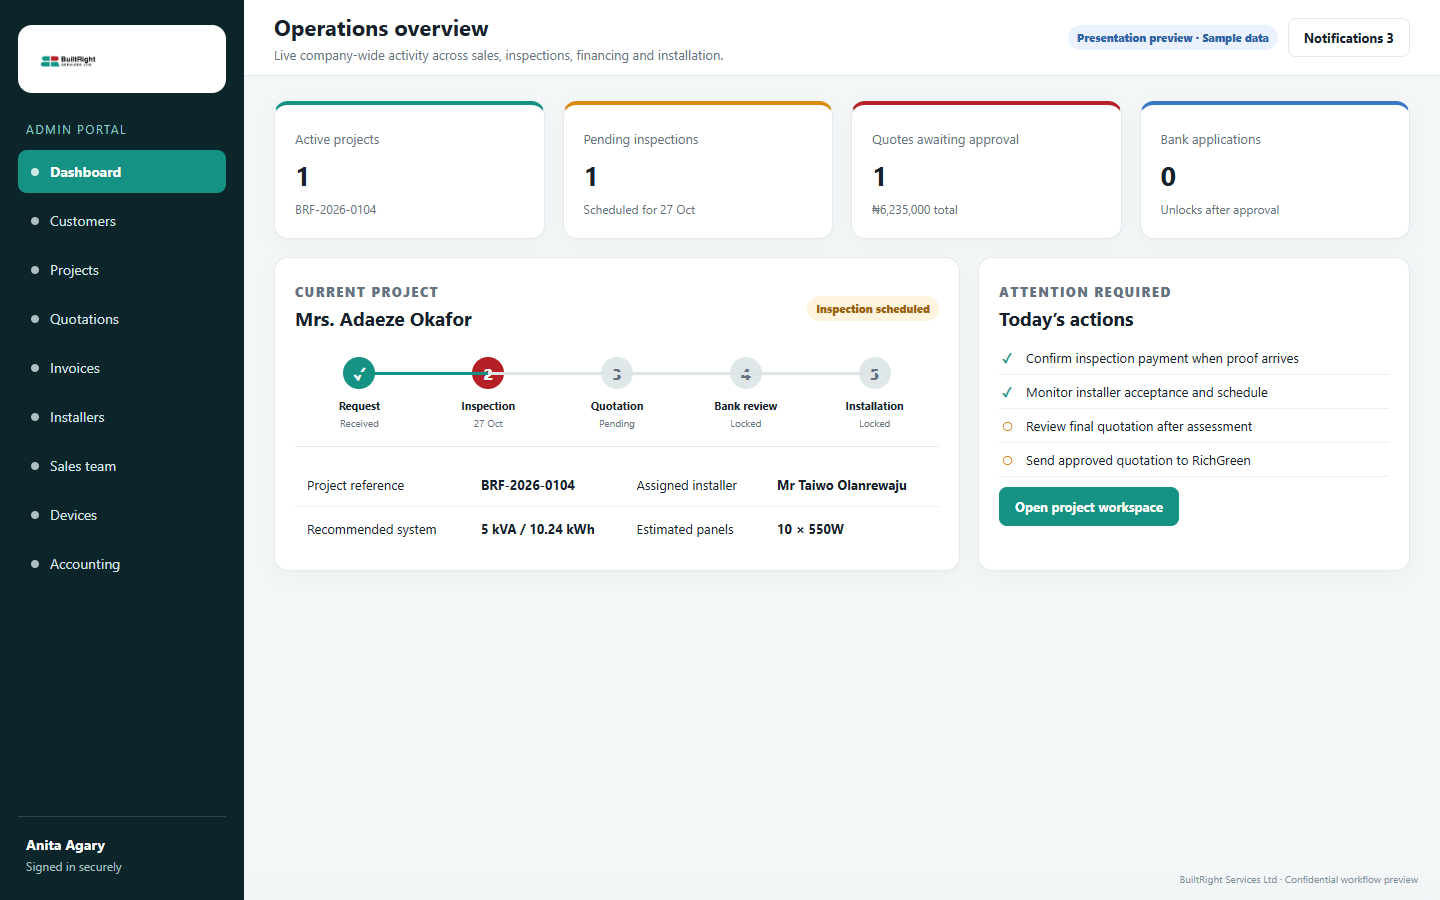 BuiltRight
SERVICES LTD
ADMIN PORTAL
Dashboard
Customers
Projects
Quotations
Invoices
Installers
Sales team
Devices
Accounting
Anita Agary
Signed in securely
Operations overview
Live company-wide activity across sales, inspections, financing and installation.
Presentation preview · Sample data
Notifications 3
Active projects
1
BRF-2026-0104
Pending inspections
1
Scheduled for 27 Oct
Quotes awaiting approval
1
₦6,235,000 total
Bank applications
0
Unlocks after approval
CURRENT PROJECT
Mrs. Adaeze Okafor
Inspection scheduled
✓ 2 3 4 5
Request Inspection Quotation Bank review Installation
Received 27 Oct Pending Locked Locked
Project reference BRF-2026-0104 Assigned installer Mr Taiwo Olanrewaju
Recommended system 5 kVA / 10.24 kWh Estimated panels 10 × 550W
ATTENTION REQUIRED
Today's actions
✓ Confirm inspection payment when proof arrives
✓ Monitor installer acceptance and schedule
○ Review final quotation after assessment
○ Send approved quotation to RichGreen
Open project workspace
BuiltRight Services Ltd · Confidential workflow preview